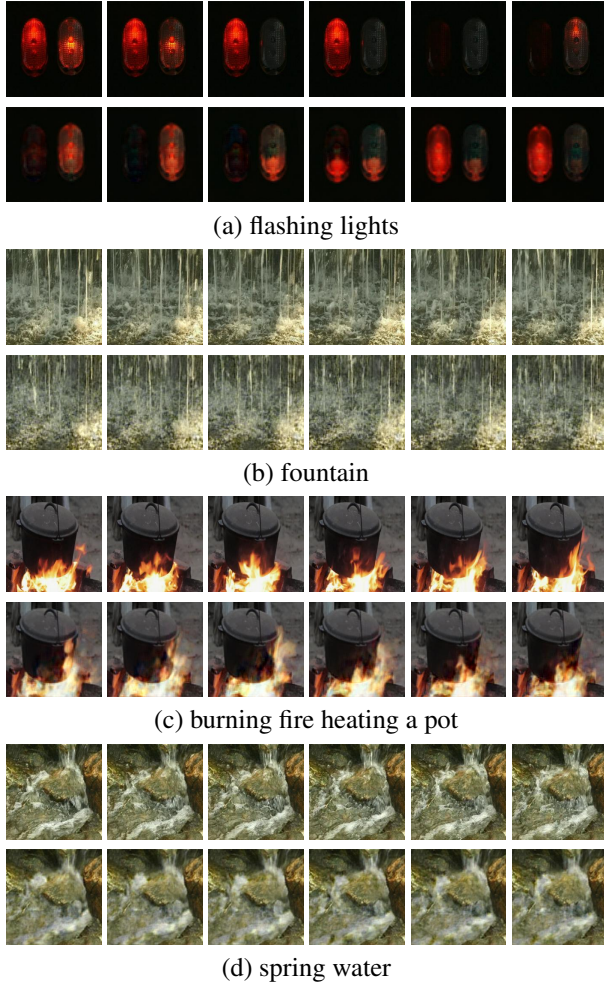 (a) flashing lights
(b) fountain
(c) burning fire heating a pot
(d) spring water